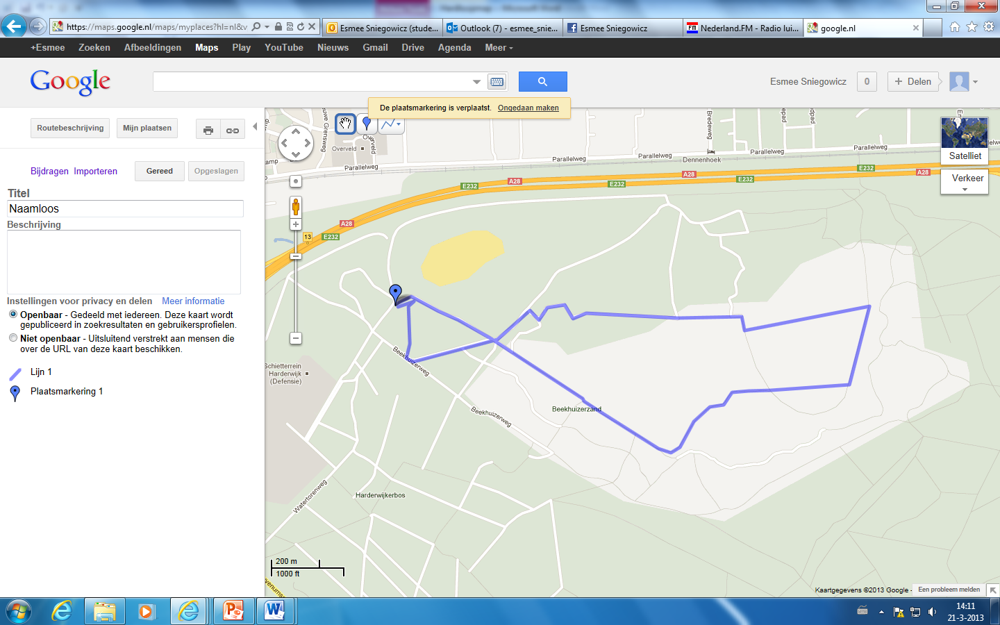 https://maps.google.nl/maps/myplaces?hl=nl&v
Esmee Sniegowicz (stude...
Outlook (7) - esmee_snie...
Esmee Sniegowicz
Nederland.FM - Radio lui...
google.nl
+Esmee Zoeken Afbeeldingen Maps Play YouTube Nieuws Gmail Drive Agenda Meer
Google
Esmee Sniegowicz 0 + Delen
De plaatsmarkering is verplaatst. Ongedaan maken
Routebeschrijving Mijn plaatsen
Bijdragen Importeren Gereed Opgeslagen
Titel
Naamloos
Beschrijving
Instellingen voor privacy en delen Meer informatie
Openbaar - Gedeeld met iedereen. Deze kaart wordt
gepubliceerd in zoekresultaten en gebruikersprofielen.
Niet openbaar - Uitsluitend verstrekt aan mensen die
over de URL van deze kaart beschikken.
Lijn 1
Plaatsmarkering 1
Satelliet
Verkeer
Overveld
Overveld
Bredeweg
Parallelweg
Parallelweg
Parallelweg
Parallelweg
Dennenhoek
E232
A28
E232
A28
E232
E232
A28
A28
E232
13
Schietterrein
Harderwijk
(Defensie)
Beekhuizerweg
Beekhuizerweg
Beekhuizerzand
Watertorenweg
Harderwijkerbos
200 m
1000 ft
Kaartgegevens ©2013 Google -
Een probleem melden
14:11
21-3-2013